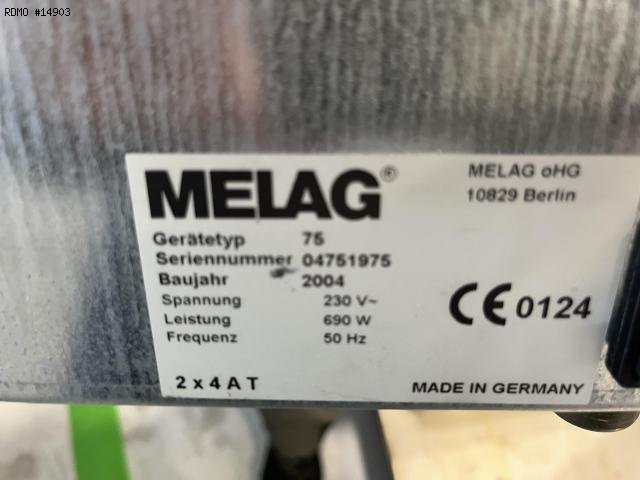 RDMO #14903
MELAG®
MELAG oHG
10829 Berlin
Gerätetyp 75
Seriennummer 04751975
Baujahr 2004
Spannung 230 V~
Leistung 690 W
Frequenz 50 Hz
CE 0124
2 x 4 A T
MADE IN GERMANY